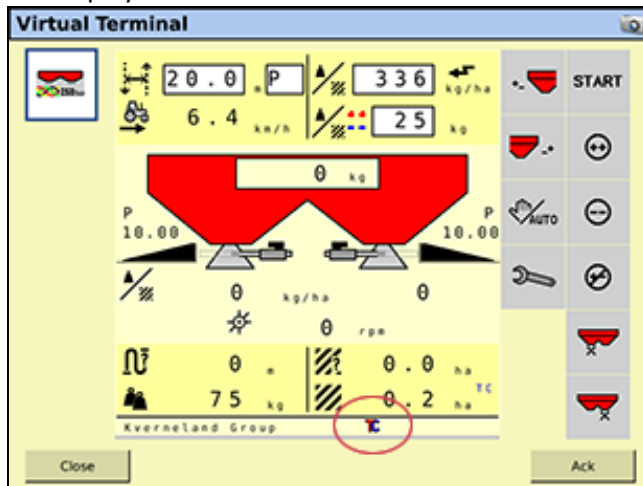 Virtual Terminal
20.0 m P 336 kg/ha START
6.4 km/h 25 kg
0 kg
P P
10.00 10.00
AUTO
0 kg/ha 0
0 rpm
0 m 0.0 ha
75 kg 0.2 ha TC
Kverneland Group TC
Close Ack